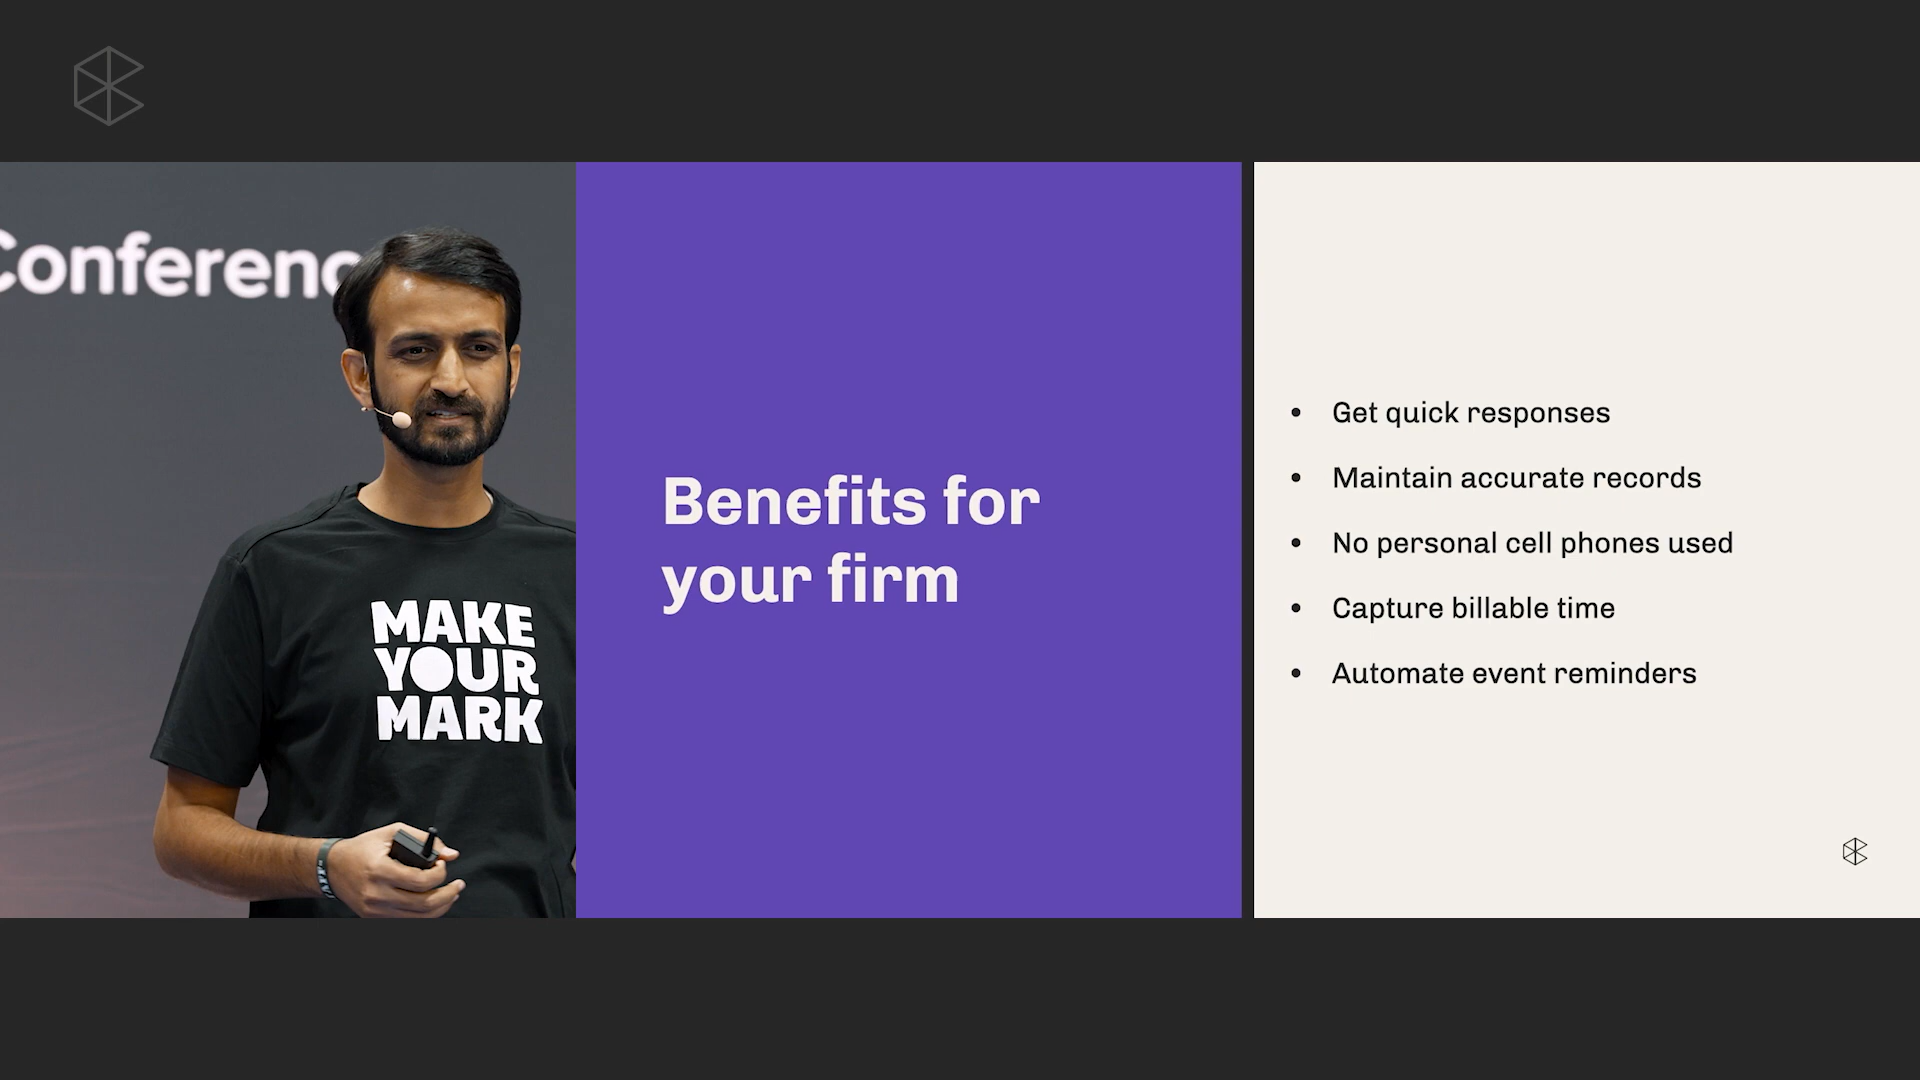 Conferenc
MAKE
YOUR
MARK
Benefits for
your firm
• Get quick responses
• Maintain accurate records
• No personal cell phones used
• Capture billable time
• Automate event reminders